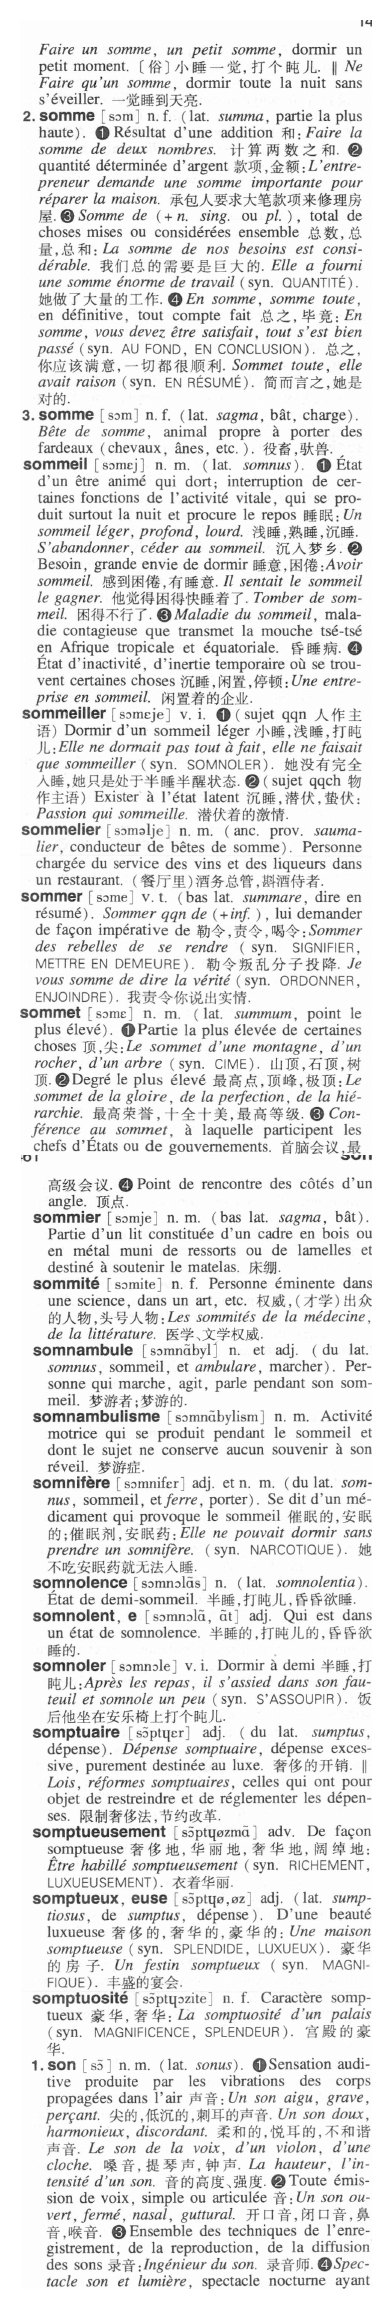 14
Faire un somme, un petit somme, dormir un
petit moment. 〔俗〕小睡一觉,打个盹儿. ‖ Ne
Faire qu'un somme, dormir toute la nuit sans
s'éveiller. 一觉睡到天亮.
2. somme [sɔm] n. f. (lat. summa, partie la plus
haute). ❶ Résultat d'une addition 和: Faire la
somme de deux nombres. 计算两数之和. ❷
quantité déterminée d'argent 款项,金额: L'entre-
preneur demande une somme importante pour
réparer la maison. 承包人要求大笔款项来修理房
屋. ❸ Somme de (+ n. sing. ou pl.), total de
choses mises ou considérées ensemble 总数,总
量,总和: La somme de nos besoins est consi-
dérable. 我们总的需要是巨大的. Elle a fourni
une somme énorme de travail (syn. QUANTITÉ).
她做了大量的工作. ❹ En somme, somme toute,
en définitive, tout compte fait 总之,毕竟: En
somme, vous devez être satisfait, tout s'est bien
passé (syn. AU FOND, EN CONCLUSION). 总之,
你应该满意,一切都很顺利. Sommet toute, elle
avait raison (syn. EN RÉSUMÉ). 简而言之,她是
对的.
3. somme [sɔm] n. f. (lat. sagma, bât, charge).
Bête de somme, animal propre à porter des
fardeaux (chevaux, ânes, etc.). 役畜,驮兽.
sommeil [sɔmɛj] n. m. (lat. somnus). ❶ État
d'un être animé qui dort; interruption de cer-
taines fonctions de l'activité vitale, qui se pro-
duit surtout la nuit et procure le repos 睡眠: Un
sommeil léger, profond, lourd. 浅睡,熟睡,沉睡.
S'abandonner, céder au sommeil. 沉入梦乡. ❷
Besoin, grande envie de dormir 睡意,困倦: Avoir
sommeil. 感到困倦,有睡意. Il sentait le sommeil
le gagner. 他觉得困得快睡着了. Tomber de som-
meil. 困得不行了. ❸ Maladie du sommeil, mala-
die contagieuse que transmet la mouche tsé-tsé
en Afrique tropicale et équatoriale. 昏睡病. ❹
État d'inactivité, d'inertie temporaire où se trou-
vent certaines choses 沉睡,闲置,停顿: Une entre-
prise en sommeil. 闲置着的企业.
sommeiller [sɔmeje] v. i. ❶ (sujet qqn 人作主
语) Dormir d'un sommeil léger 小睡,浅睡,打盹
儿: Elle ne dormait pas tout à fait, elle ne faisait
que sommeiller (syn. SOMNOLER). 她没有完全
入睡,她只是处于半睡半醒状态. ❷ (sujet qqch 物
作主语) Exister à l'état latent 沉睡,潜伏,蛰伏:
Passion qui sommeille. 潜伏着的激情.
sommelier [sɔməlje] n. m. (anc. prov. sauma-
lier, conducteur de bêtes de somme). Personne
chargée du service des vins et des liqueurs dans
un restaurant. (餐厅里)酒务总管,斟酒侍者.
sommer [sɔme] v. t. (bas lat. summare, dire en
résumé). Sommer qqn de (+ inf.), lui demander
de façon impérative de 勒令,责令,喝令: Sommer
des rebelles de se rendre (syn. SIGNIFIER,
METTRE EN DEMEURE). 勒令叛乱分子投降. Je
vous somme de dire la vérité (syn. ORDONNER,
ENJOINDRE). 我责令你说出实情.
sommet [sɔmɛ] n. m. (lat. summum, point le
plus élevé). ❶ Partie la plus élevée de certaines
choses 顶,尖: Le sommet d'une montagne, d'un
rocher, d'un arbre (syn. CIME). 山顶,石顶,树
顶. ❷ Degré le plus élevé 最高点,顶峰,极顶: Le
sommet de la gloire, de la perfection, de la hié-
rarchie. 最高荣誉,十全十美,最高等级. ❸ Con-
férence au sommet, à laquelle participent les
chefs d'États ou de gouvernements. 首脑会议,最
son
高级会议. ❹ Point de rencontre des côtés d'un
angle. 顶点.
sommier [sɔmje] n. m. (bas lat. sagma, bât).
Partie d'un lit constituée d'un cadre en bois ou
en métal muni de ressorts ou de lamelles et
destiné à soutenir le matelas. 床绷.
sommité [sɔmite] n. f. Personne éminente dans
une science, dans un art, etc. 权威,(才学)出众
的人物,头号人物: Les sommités de la médecine,
de la littérature. 医学、文学权威.
somnambule [sɔmnɑ̃byl] n. et adj. (du lat.
somnus, sommeil, et ambulare, marcher). Per-
sonne qui marche, agit, parle pendant son som-
meil. 梦游者;梦游的.
somnambulisme [sɔmnɑ̃bylism] n. m. Activité
motrice qui se produit pendant le sommeil et
dont le sujet ne conserve aucun souvenir à son
réveil. 梦游症.
somnifère [sɔmnifɛr] adj. et n. m. (du lat. som-
nus, sommeil, et ferre, porter). Se dit d'un mé-
dicament qui provoque le sommeil 催眠的,安眠
的;催眠剂,安眠药: Elle ne pouvait dormir sans
prendre un somnifère. (syn. NARCOTIQUE). 她
不吃安眠药就无法入睡.
somnolence [sɔmnɔlɑ̃s] n. (lat. somnolentia).
État de demi-sommeil. 半睡,打盹儿,昏昏欲睡.
somnolent, e [sɔmnɔlɑ̃, ɑ̃t] adj. Qui est dans
un état de somnolence. 半睡的,打盹儿的,昏昏欲
睡的.
somnoler [sɔmnɔle] v. i. Dormir à demi 半睡,打
盹儿: Après les repas, il s'assied dans son fau-
teuil et somnole un peu (syn. S'ASSOUPIR). 饭
后他坐在安乐椅上打个盹儿.
somptuaire [sɔ̃ptɥɛr] adj. (du lat. sumptus,
dépense). Dépense somptuaire, dépense exces-
sive, purement destinée au luxe. 奢侈的开销. ‖
Lois, réformes somptuaires, celles qui ont pour
objet de restreindre et de réglementer les dépen-
ses. 限制奢侈法,节约改革.
somptueusement [sɔ̃ptɥøzmɑ̃] adv. De façon
somptueuse 奢侈地,华丽地,奢华地,阔绰地:
Être habillé somptueusement (syn. RICHEMENT,
LUXUEUSEMENT). 衣着华丽.
somptueux, euse [sɔ̃ptɥø,øz] adj. (lat. sump-
tiosus, de sumptus, dépense). D'une beauté
luxueuse 奢侈的,奢华的,豪华的: Une maison
somptueuse (syn. SPLENDIDE, LUXUEUX). 豪华
的房子. Un festin somptueux (syn. MAGNI-
FIQUE). 丰盛的宴会.
somptuosité [sɔ̃ptɥɔzite] n. f. Caractère somp-
tueux 豪华,奢华: La somptuosité d'un palais
(syn. MAGNIFICENCE, SPLENDEUR). 宫殿的豪
华.
1. son [sɔ̃] n. m. (lat. sonus). ❶ Sensation audi-
tive produite par les vibrations des corps
propagées dans l'air 声音: Un son aigu, grave,
perçant. 尖的,低沉的,刺耳的声音. Un son doux,
harmonieux, discordant. 柔和的,悦耳的,不和谐
声音. Le son de la voix, d'un violon, d'une
cloche. 嗓音,提琴声,钟声. La hauteur, l'in-
tensité d'un son. 音的高度、强度. ❷ Toute émis-
sion de voix, simple ou articulée 音: Un son ou-
vert, fermé, nasal, guttural. 开口音,闭口音,鼻
音,喉音. ❸ Ensemble des techniques de l'enre-
gistrement, de la reproduction, de la diffusion
des sons 录音: Ingénieur du son. 录音师. ❹ Spec-
tacle son et lumière, spectacle nocturne ayant